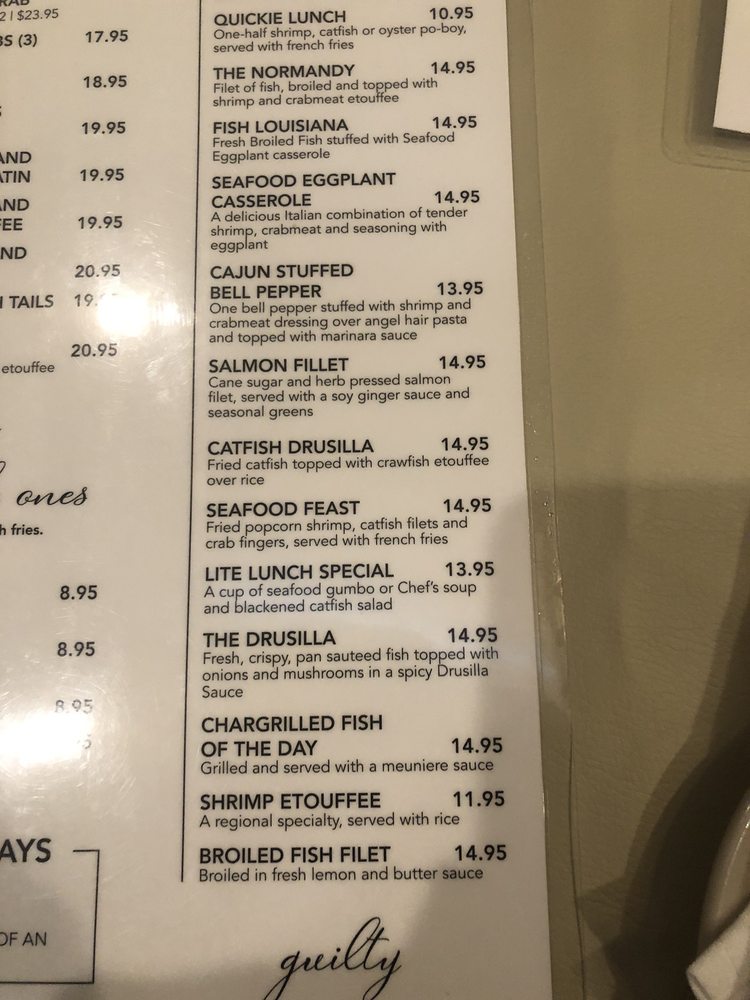 2 | $23.95
(3) 17.95
18.95
19.95
19.95
19.95
20.95
TAILS 19.
20.95
etouffee
ones
fries.
8.95
8.95
8.95
OF AN
QUICKIE LUNCH 10.95
One-half shrimp, catfish or oyster po-boy,
served with french fries
THE NORMANDY 14.95
Filet of fish, broiled and topped with
shrimp and crabmeat etouffee
FISH LOUISIANA 14.95
Fresh Broiled Fish stuffed with Seafood
Eggplant casserole
SEAFOOD EGGPLANT
CASSEROLE 14.95
A delicious Italian combination of tender
shrimp, crabmeat and seasoning with
eggplant
CAJUN STUFFED
BELL PEPPER 13.95
One bell pepper stuffed with shrimp and
crabmeat dressing over angel hair pasta
and topped with marinara sauce
SALMON FILLET 14.95
Cane sugar and herb pressed salmon
filet, served with a soy ginger sauce and
seasonal greens
CATFISH DRUSILLA 14.95
Fried catfish topped with crawfish etouffee
over rice
SEAFOOD FEAST 14.95
Fried popcorn shrimp, catfish filets and
crab fingers, served with french fries
LITE LUNCH SPECIAL 13.95
A cup of seafood gumbo or Chef's soup
and blackened catfish salad
THE DRUSILLA 14.95
Fresh, crispy, pan sauteed fish topped with
onions and mushrooms in a spicy Drusilla
Sauce
CHARGRILLED FISH
OF THE DAY 14.95
Grilled and served with a meuniere sauce
SHRIMP ETOUFFEE 11.95
A regional specialty, served with rice
BROILED FISH FILET 14.95
Broiled in fresh lemon and butter sauce
guilty